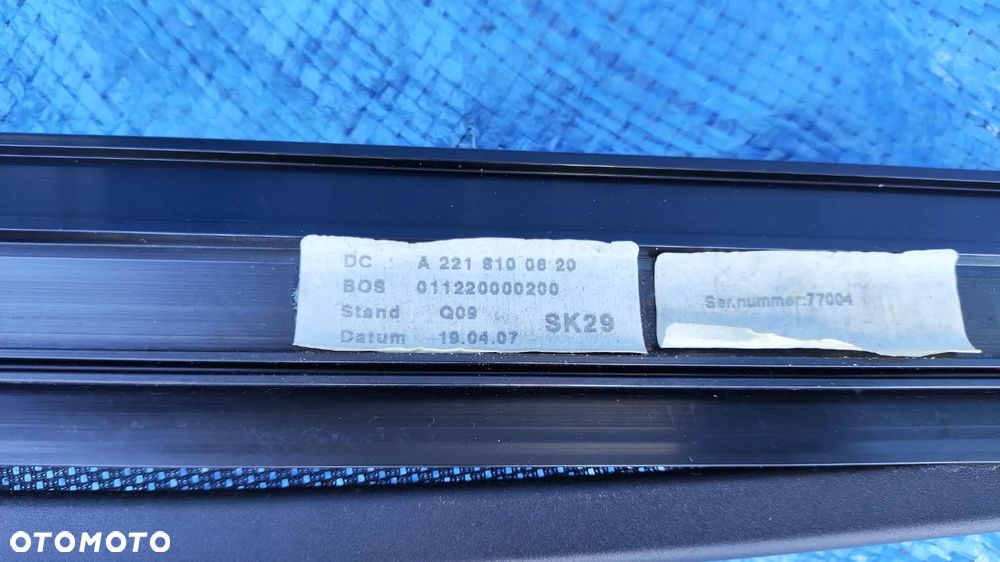 DC A 221 810 06 20
BOS 011220000200
Stand Q09
SK29
Datum 19.04.07
Ser.nummer:77004
OTOMOTO